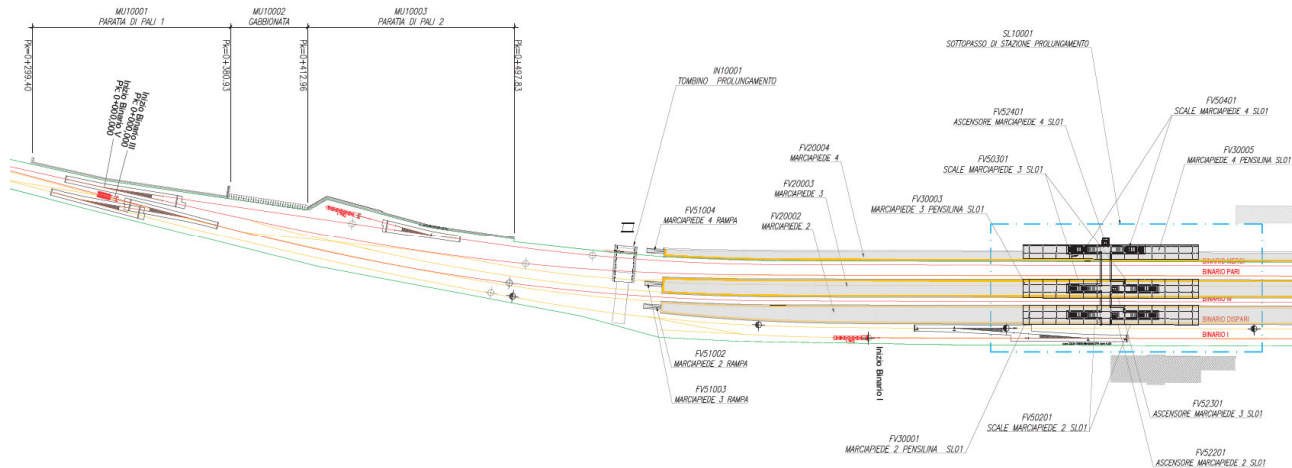 MU10001
PARATIA DI PALI 1
MU10002
GABBIONATA
MU10003
PARATIA DI PALI 2
Pk=0+299.40
Pk=0+380.93
Pk=0+412.96
Pk=0+497.83
Inizio Binario III
Pk: 0+000,000
Inizio Binario V
Pk: 0+000,000
IN10001
TOMBINO PROLUNGAMENTO
SL10001
SOTTOPASSO DI STAZIONE PROLUNGAMENTO
FV52401
ASCENSORE MARCIAPIEDE 4 SL01
FV50401
SCALE MARCIAPIEDE 4 SL01
FV50301
SCALE MARCIAPIEDE 3 SL01
FV30005
MARCIAPIEDE 4 PENSILINA SL01
FV20004
MARCIAPIEDE 4
FV20003
MARCIAPIEDE 3
FV20002
MARCIAPIEDE 2
FV30003
MARCIAPIEDE 3 PENSILINA SL01
FV51004
MARCIAPIEDE 4 RAMPA
BINARIO MERCI
BINARIO PARI
BINARIO III
BINARIO DISPARI
BINARIO I
FV51002
MARCIAPIEDE 2 RAMPA
FV51003
MARCIAPIEDE 3 RAMPA
Inizio Binario I
FV30001
MARCIAPIEDE 2 PENSILINA SL01
FV50201
SCALE MARCIAPIEDE 2 SL01
FV52301
ASCENSORE MARCIAPIEDE 3 SL01
FV52201
ASCENSORE MARCIAPIEDE 2 SL01